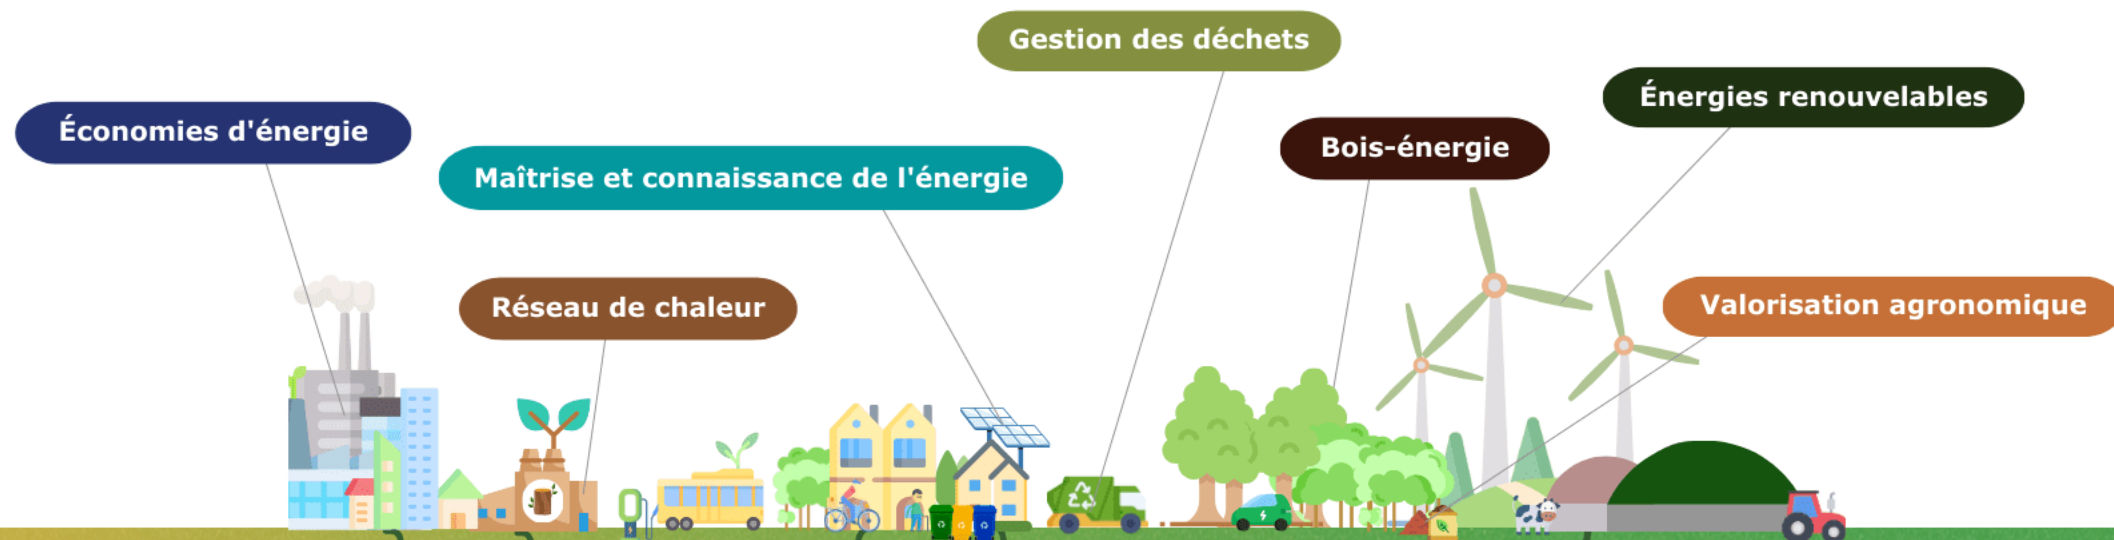 Gestion des déchets
Énergies renouvelables
Économies d'énergie
Bois-énergie
Maîtrise et connaissance de l'énergie
Réseau de chaleur
Valorisation agronomique